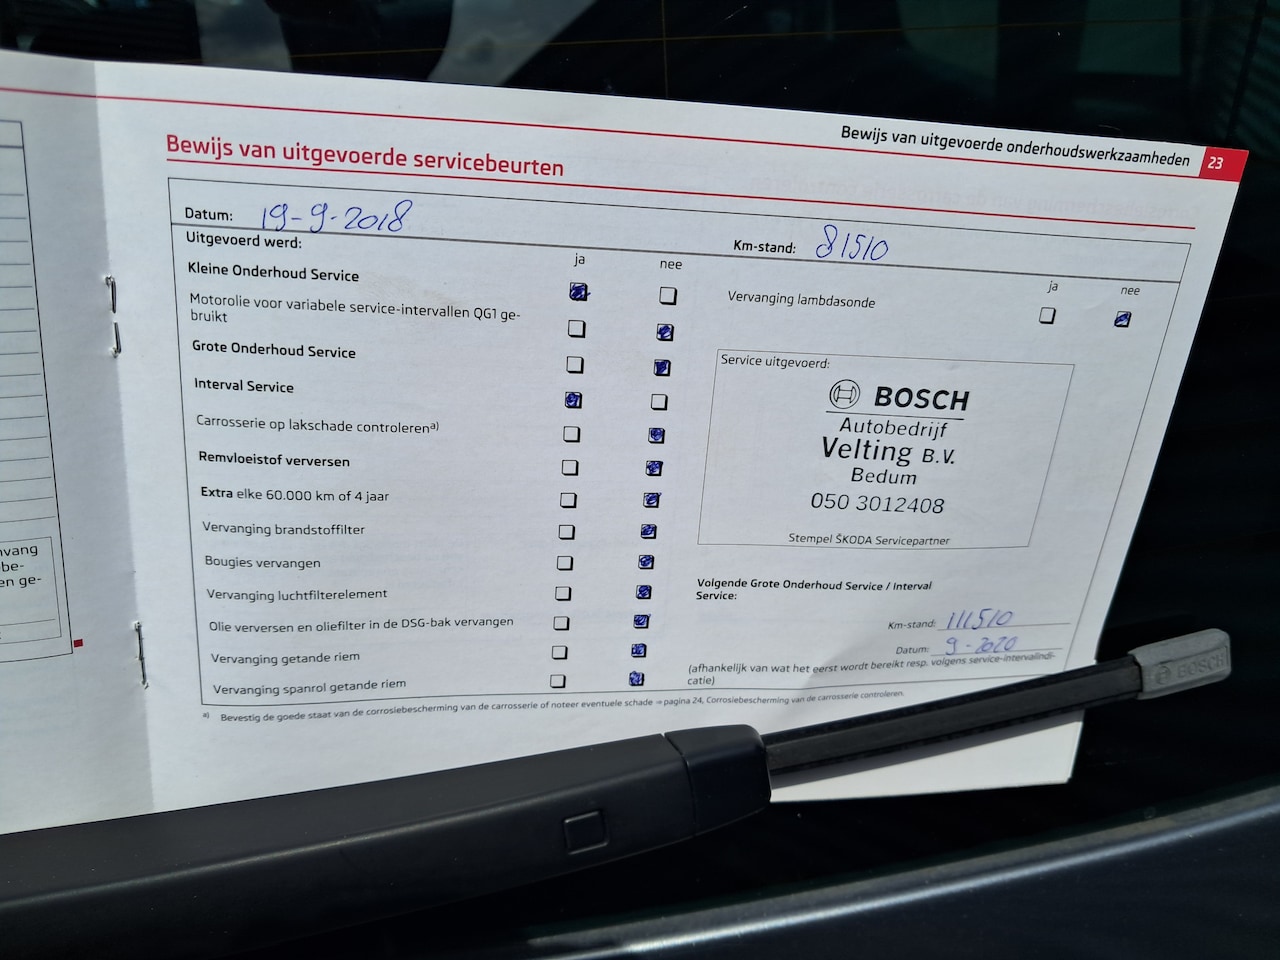 Bewijs van uitgevoerde onderhoudswerkzaamheden 23
Bewijs van uitgevoerde servicebeurten
Datum: 19-9-2018
Km-stand: 81510
Uitgevoerd werd:
ja nee
Kleine Onderhoud Service
Motorolie voor variabele service-intervallen QG1 ge-
bruikt
Grote Onderhoud Service
Interval Service
Carrosserie op lakschade controleren a)
Remvloeistof verversen
Extra elke 60.000 km of 4 jaar
Vervanging brandstoffilter
Bougies vervangen
Vervanging luchtfilterelement
Olie verversen en oliefilter in de DSG-bak vervangen
Vervanging getande riem
Vervanging spanrol getande riem
ja nee
Vervanging lambdasonde
Service uitgevoerd:
BOSCH
Autobedrijf
Velting B.V.
Bedum
050 3012408
Stempel ŠKODA Servicepartner
Volgende Grote Onderhoud Service / Interval
Service:
Km-stand: 111510
Datum: 9-2020
(afhankelijk van wat het eerst wordt bereikt resp. volgens service-intervalindi-
catie)
a) Bevestig de goede staat van de corrosiebescherming van de carrosserie of noteer eventuele schade ⇒ pagina 24, Corrosiebescherming van de carrosserie controleren.
nvang
be-
en ge-
BOSCH